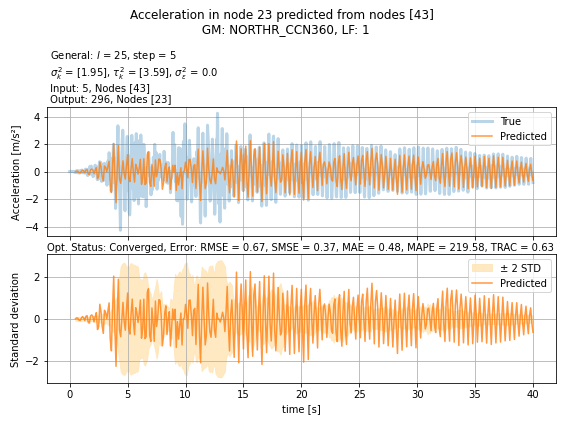 Acceleration in node 23 predicted from nodes [43]
GM: NORTHR_CCN360, LF: 1
General: l = 25, step = 5
σ²ₖ = [1.95], τ²ₖ = [3.59], σ²ₑ = 0.0
Input: 5, Nodes [43]
Output: 296, Nodes [23]
Acceleration [m/s²]
4
2
0
−2
−4
True
Predicted
Opt. Status: Converged, Error: RMSE = 0.67, SMSE = 0.37, MAE = 0.48, MAPE = 219.58, TRAC = 0.63
Standard deviation
2
0
−2
± 2 STD
Predicted
0 5 10 15 20 25 30 35 40
time [s]